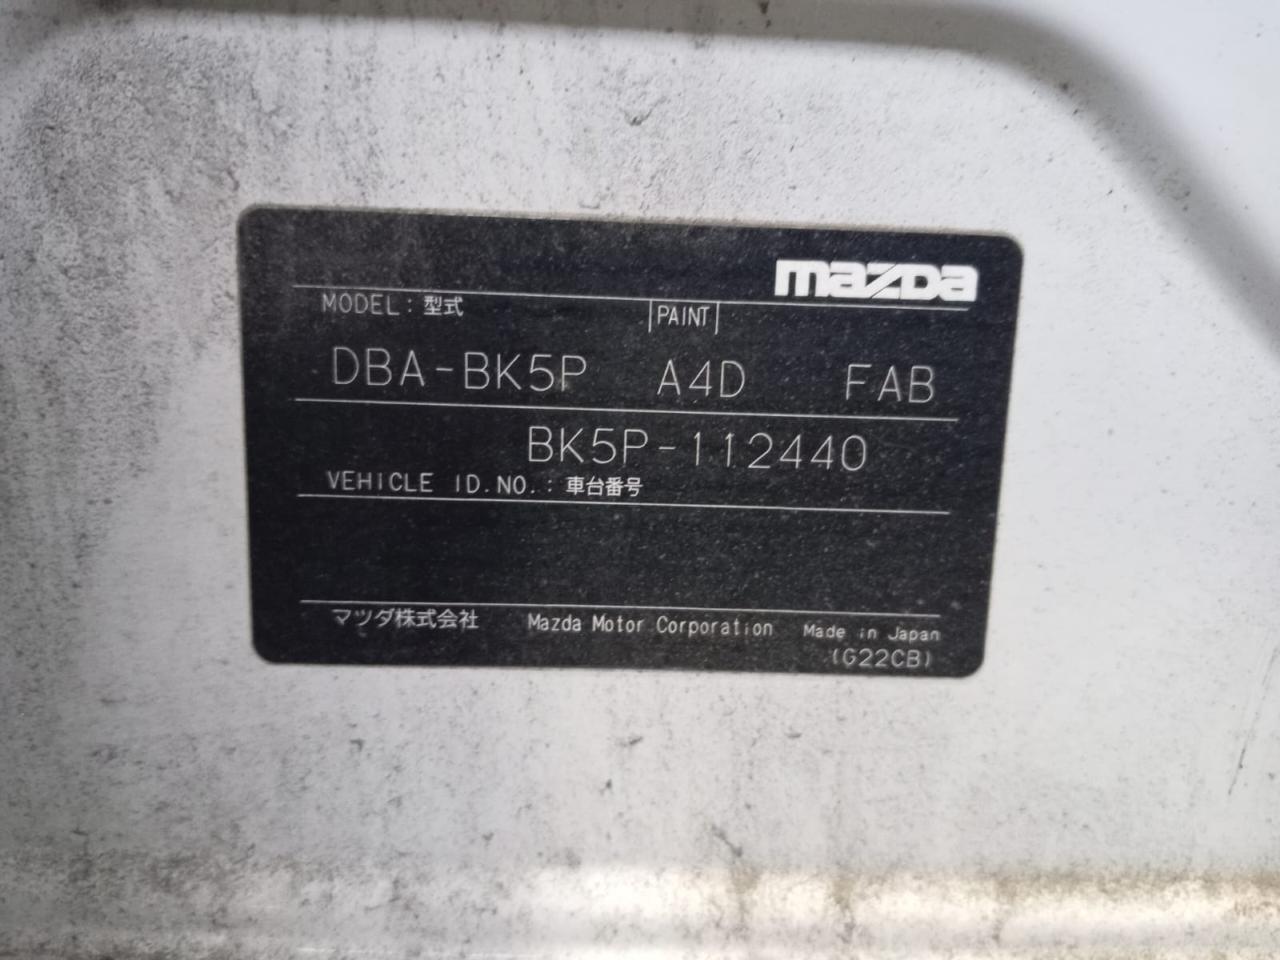 mazda
MODEL : 型式 PAINT
DBA-BK5P A4D FAB
BK5P-112440
VEHICLE ID.NO. : 車台番号
マツダ株式会社 Mazda Motor Corporation Made in Japan
(G22CB)